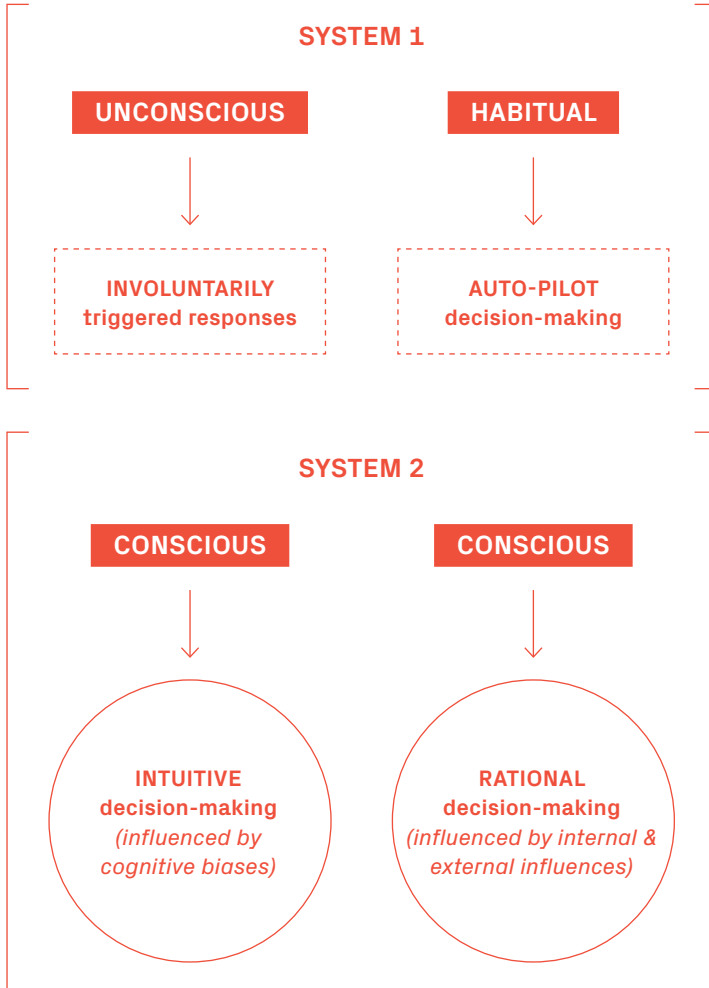 SYSTEM 1
UNCONSCIOUS
HABITUAL
INVOLUNTARILY
triggered responses
AUTO-PILOT
decision-making
SYSTEM 2
CONSCIOUS
CONSCIOUS
INTUITIVE
decision-making
(influenced by
cognitive biases)
RATIONAL
decision-making
(influenced by internal &
external influences)